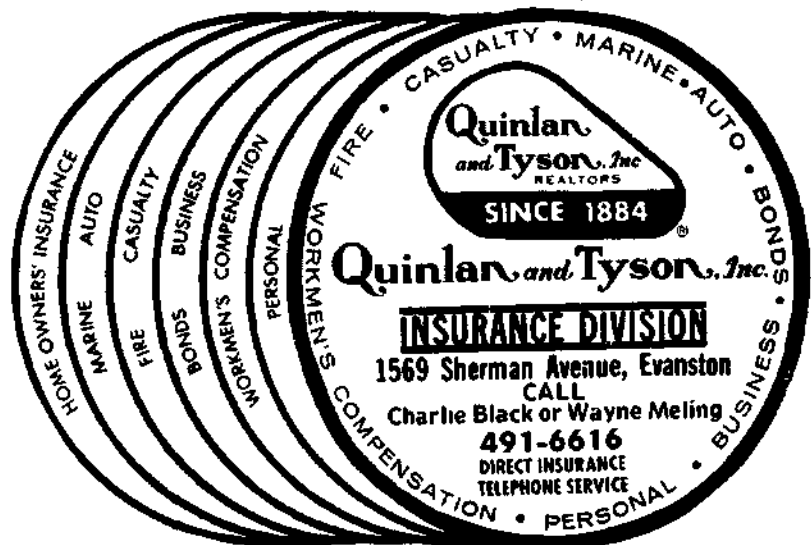 HOME OWNERS' INSURANCE
MARINE AUTO
FIRE CASUALTY
BONDS BUSINESS
WORKMEN'S COMPENSATION
PERSONAL
WORKMEN'S COMPENSATION • PERSONAL • BUSINESS • BONDS • AUTO • MARINE • CASUALTY • FIRE
Quinlan
and Tyson, Inc
REALTORS
SINCE 1884
®
Quinlan and Tyson, Inc.
INSURANCE DIVISION
1569 Sherman Avenue, Evanston
CALL
Charlie Black or Wayne Meling
491-6616
DIRECT INSURANCE
TELEPHONE SERVICE